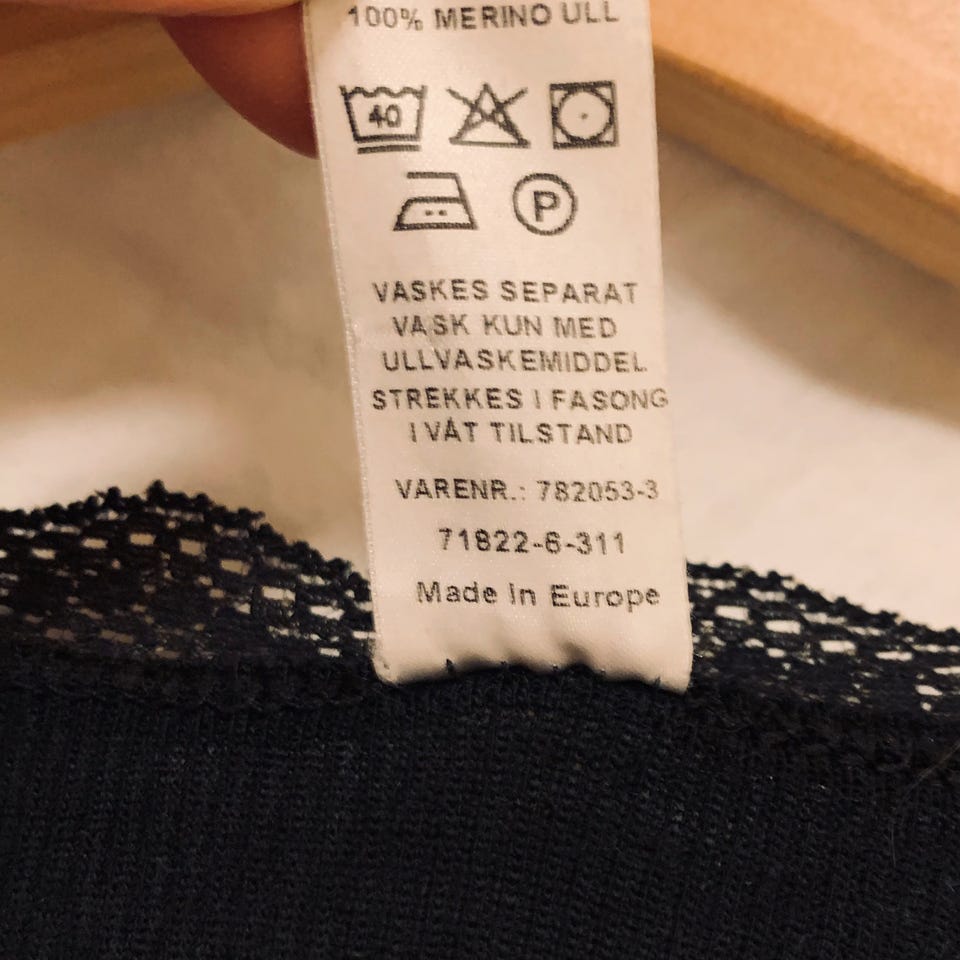 100% MERINO ULL
40
P
VASKES SEPARAT
VASK KUN MED
ULLVASKEMIDDEL
STREKKES I FASONG
I VÅT TILSTAND
VARENR.: 782053-3
71822-6-311
Made In Europe